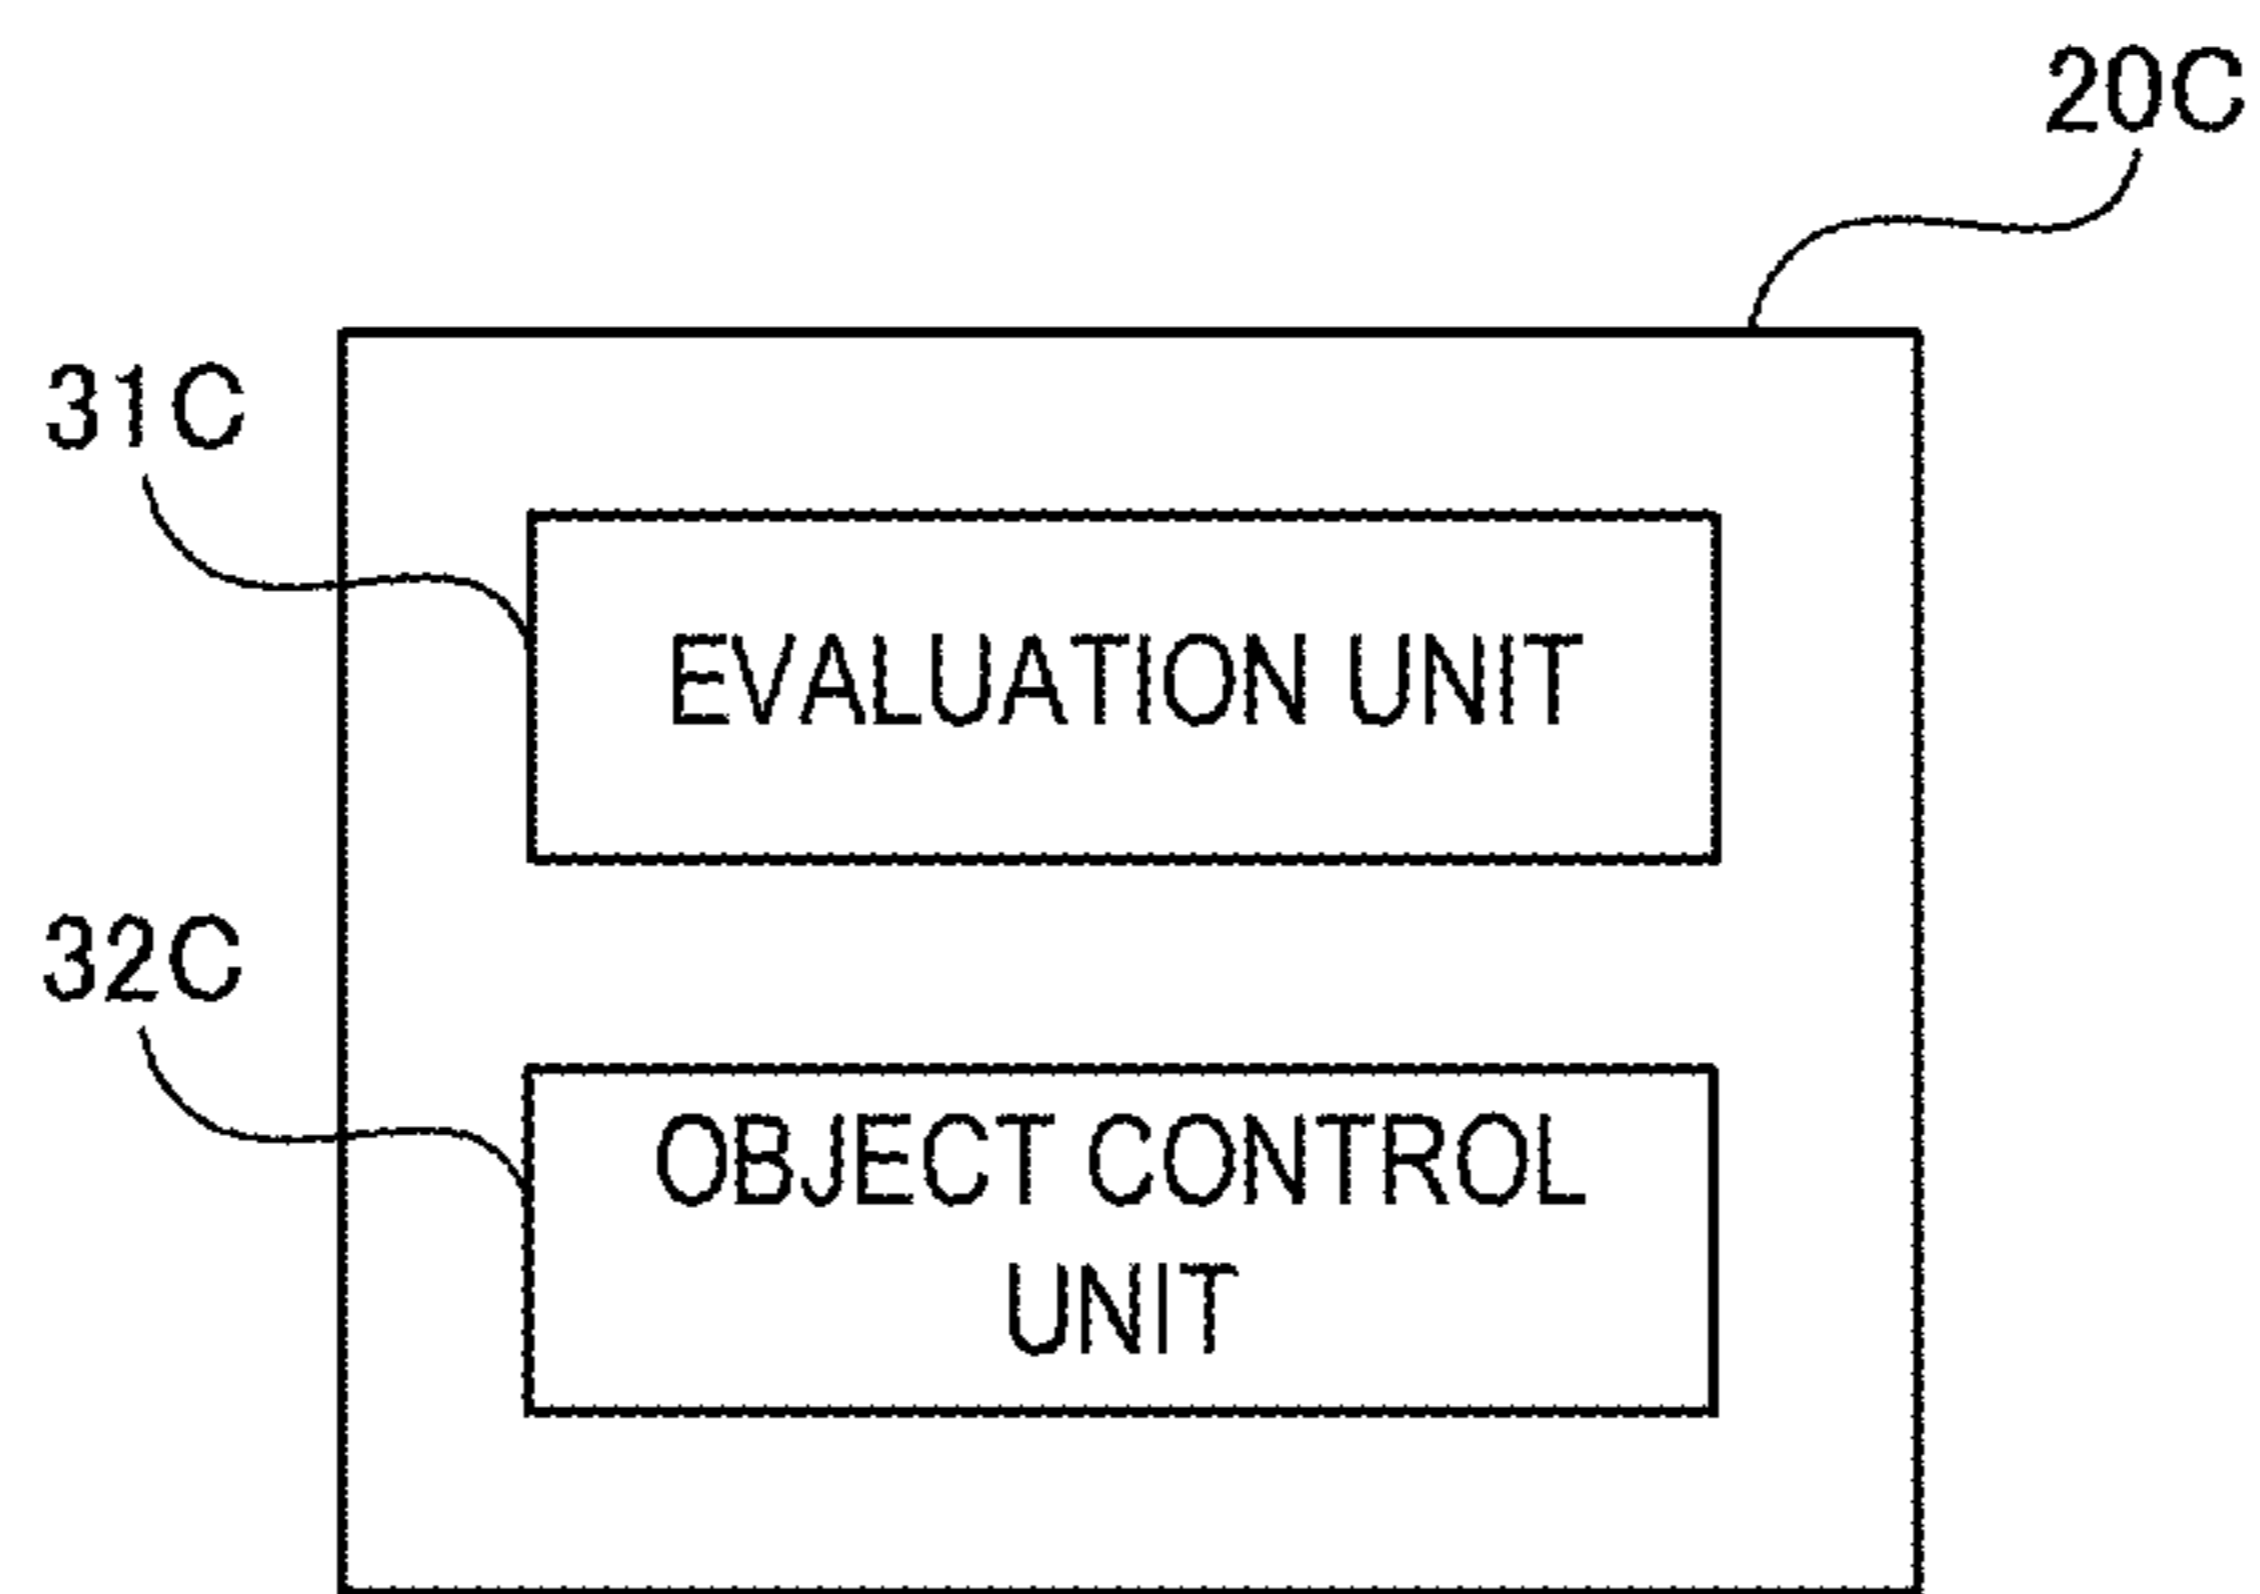 20C
31C
EVALUATION UNIT
32C
OBJECT CONTROL
UNIT